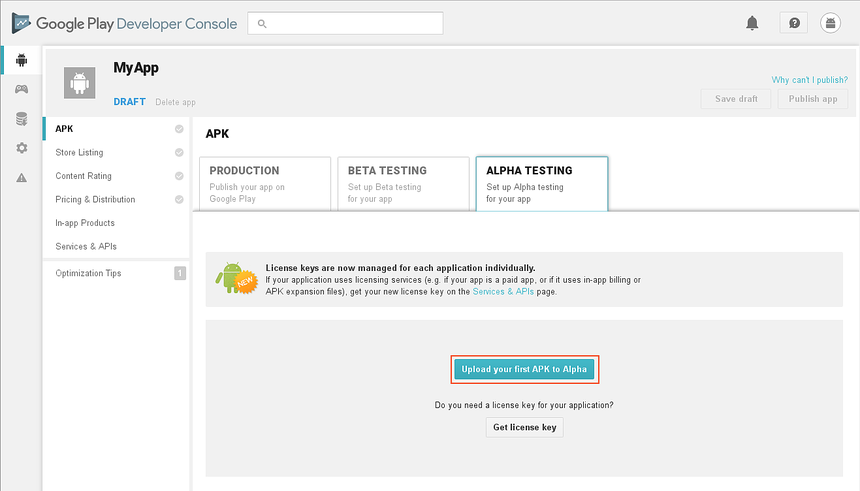 Google Play Developer Console
MyApp
Why can't I publish?
DRAFT Delete app
Save draft Publish app
APK
Store Listing
Content Rating
Pricing & Distribution
In-app Products
Services & APIs
Optimization Tips 1
APK
PRODUCTION
Publish your app on
Google Play
BETA TESTING
Set up Beta testing
for your app
ALPHA TESTING
Set up Alpha testing
for your app
NEW
License keys are now managed for each application individually.
If your application uses licensing services (e.g. if your app is a paid app, or if it uses in-app billing or
APK expansion files), get your new license key on the Services & APIs page.
Upload your first APK to Alpha
Do you need a license key for your application?
Get license key